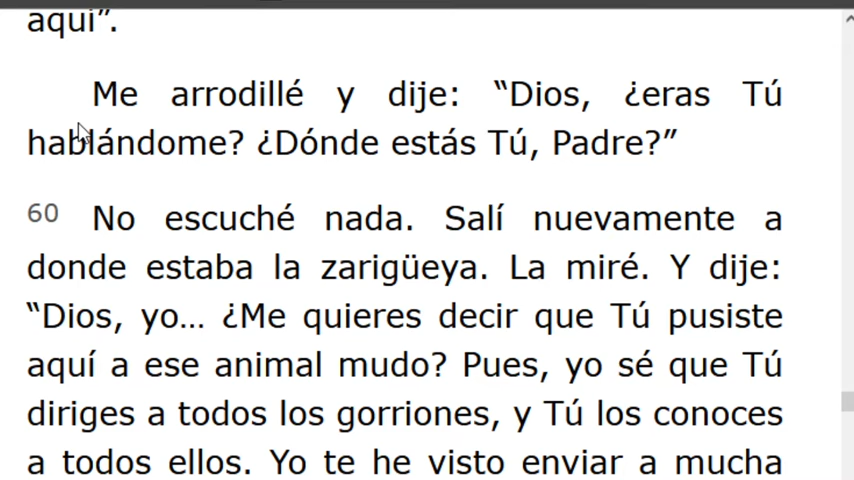 aquí”.
Me arrodillé y dije: “Dios, ¿eras Tú
hablándome? ¿Dónde estás Tú, Padre?”
60 No escuché nada. Salí nuevamente a
donde estaba la zarigüeya. La miré. Y dije:
“Dios, yo... ¿Me quieres decir que Tú pusiste
aquí a ese animal mudo? Pues, yo sé que Tú
diriges a todos los gorriones, y Tú los conoces
a todos ellos. Yo te he visto enviar a mucha